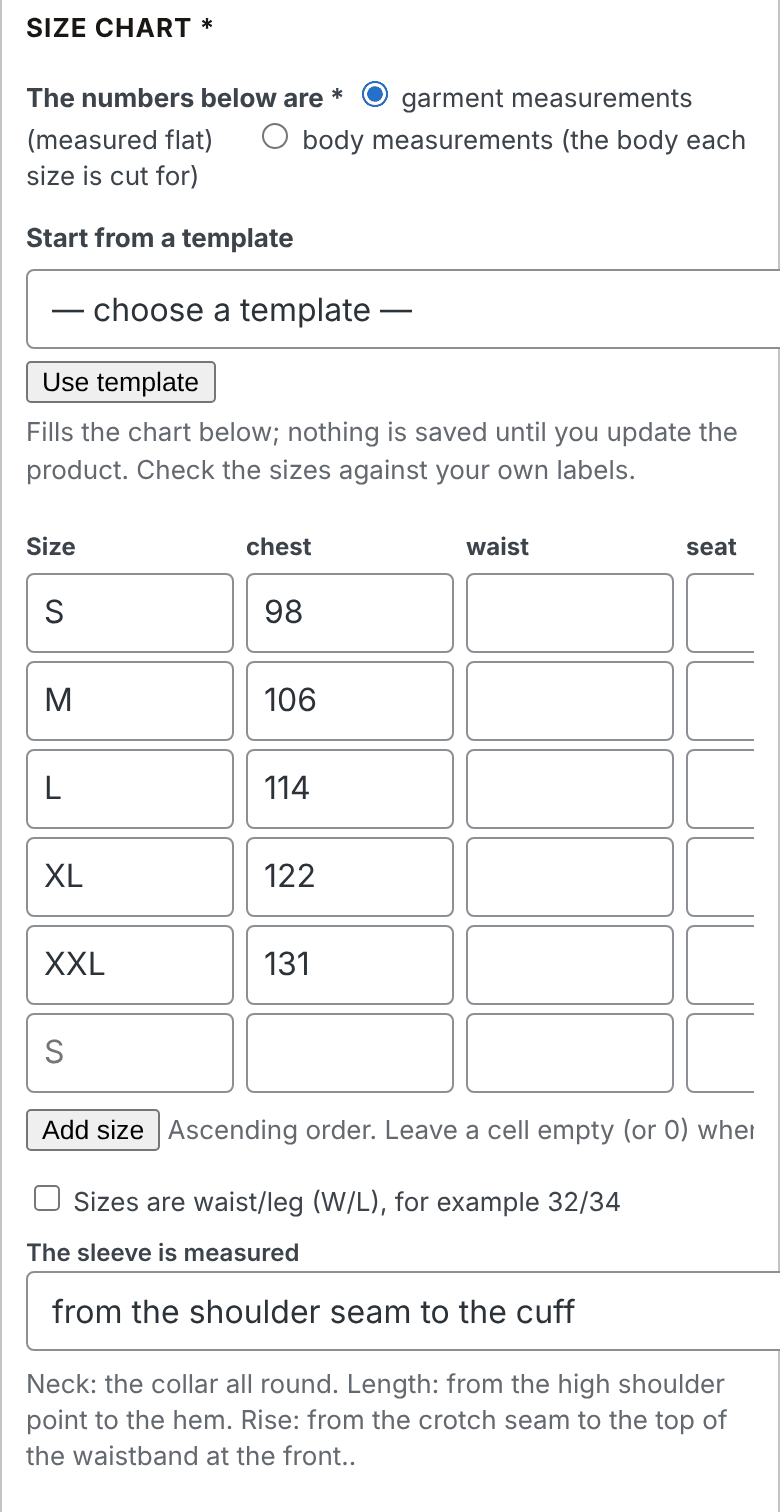 SIZE CHART *
The numbers below are * garment measurements
(measured flat) body measurements (the body each
size is cut for)
Start from a template
— choose a template —
Use template
Fills the chart below; nothing is saved until you update the
product. Check the sizes against your own labels.
Size chest waist seat
S 98
M 106
L 114
XL 122
XXL 131
S
Add size Ascending order. Leave a cell empty (or 0)
Sizes are waist/leg (W/L), for example 32/34
The sleeve is measured
from the shoulder seam to the cuff
Neck: the collar all round. Length: from the high shoulder
point to the hem. Rise: from the crotch seam to the top of
the waistband at the front..